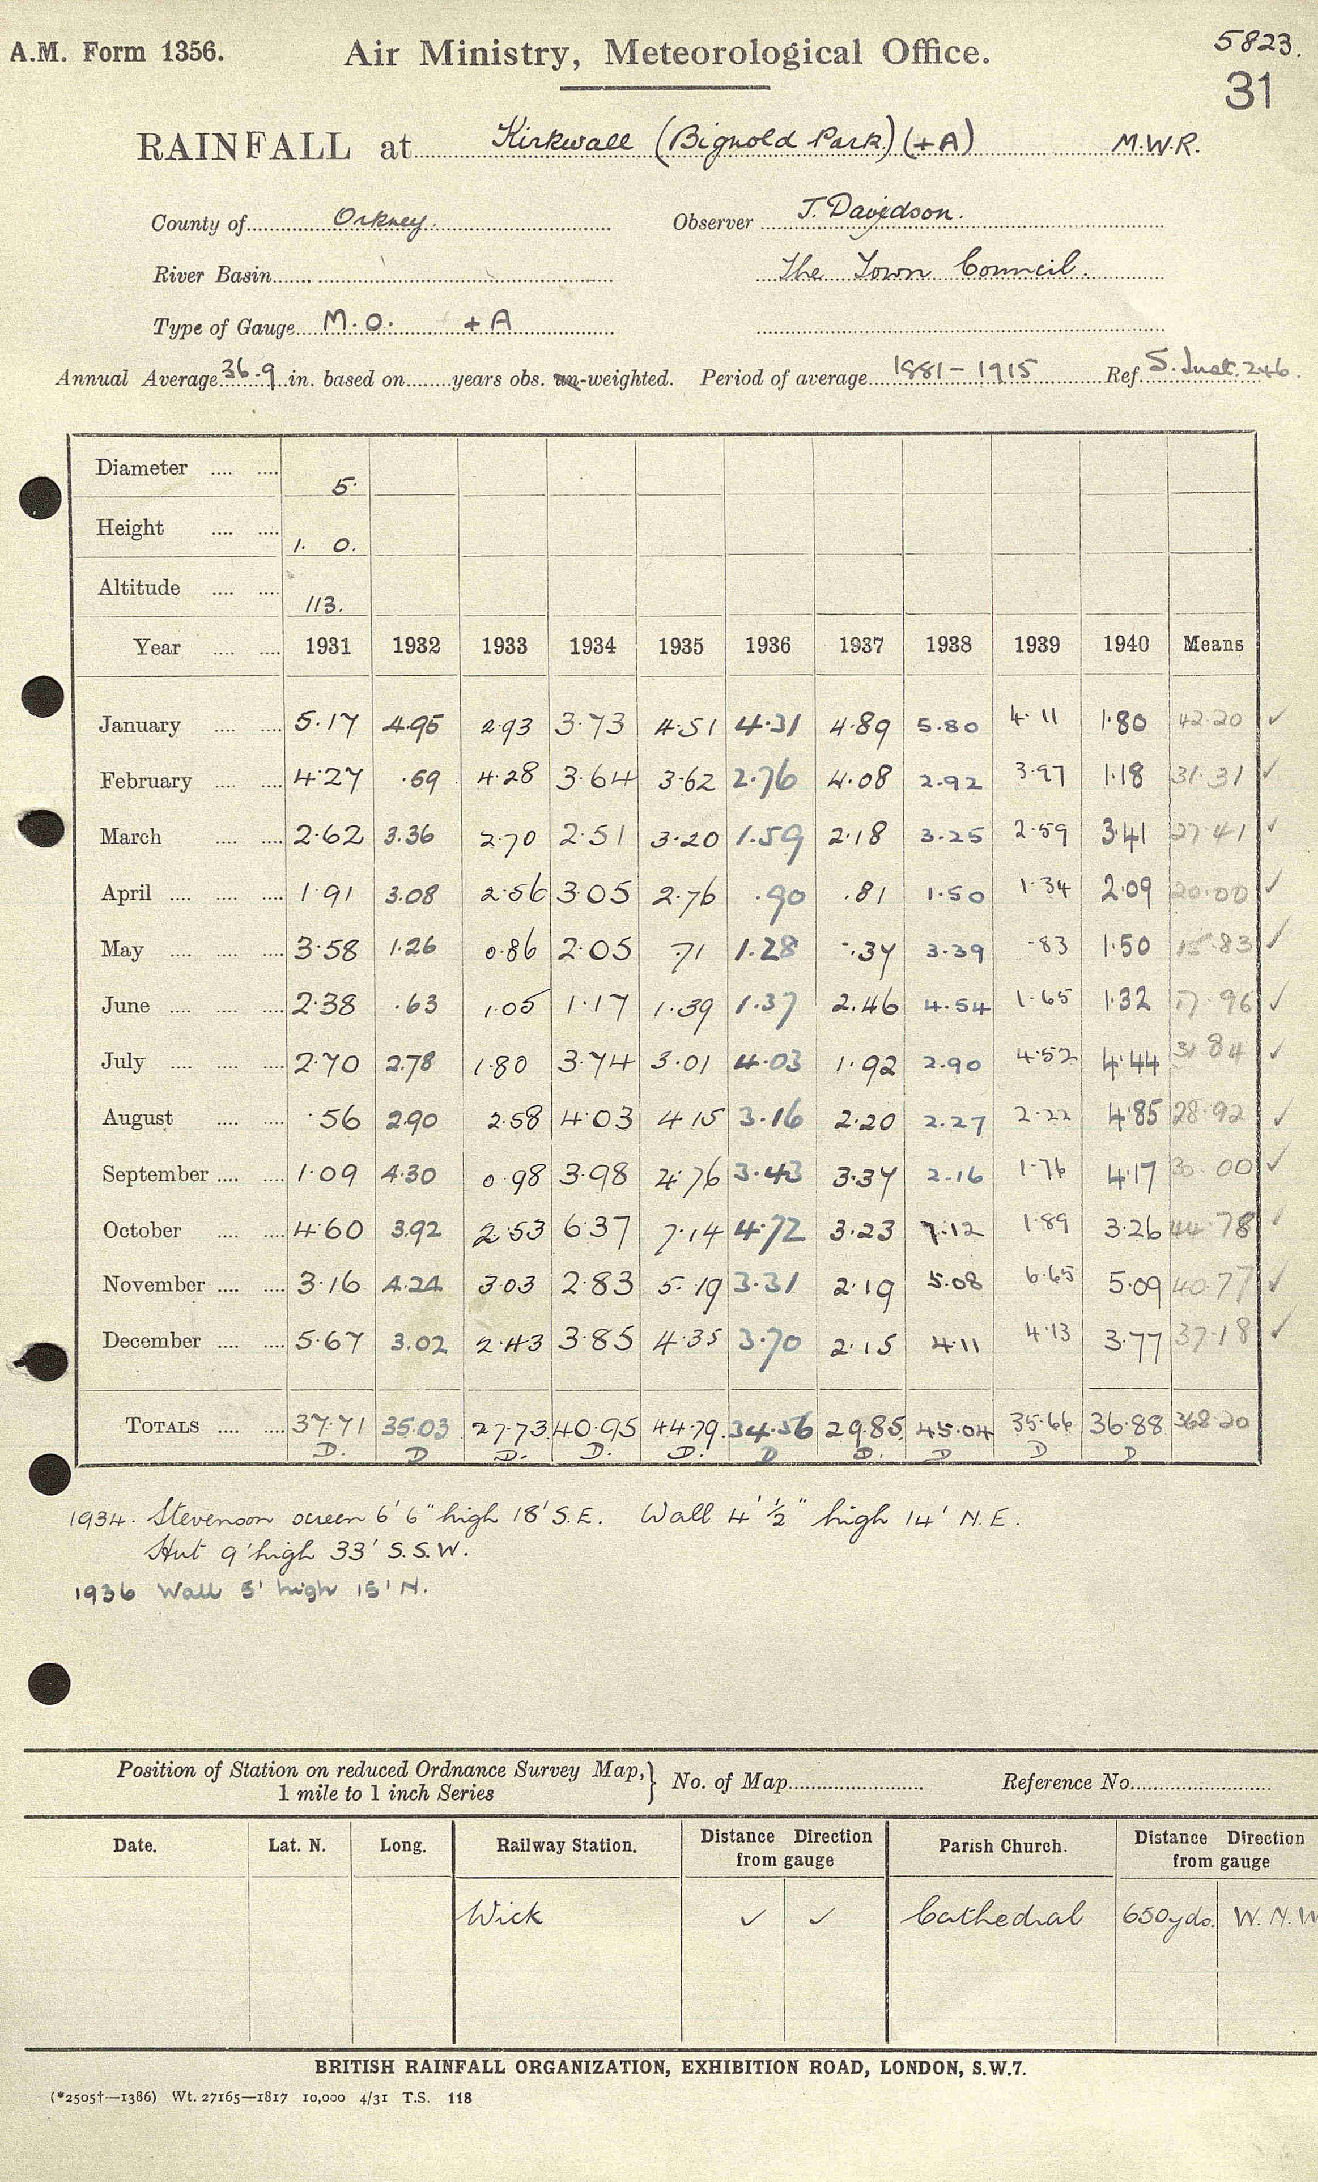 A.M. Form 1356. Air Ministry, Meteorological Office. 5823.
31
RAINFALL at Kirkwall (Bignold Park) (+A) M.W.R.
County of Orkney. Observer J. Davidson.
River Basin The Town Council.
Type of Gauge M.O. +A
Annual Average 36.9 in. based on years obs. un-weighted. Period of average 1881-1915 Ref. S. Inst. 246.
Diameter 5.
Height 1. 0.
Altitude 113.
Year 1931 1932 1933 1934 1935 1936 1937 1938 1939 1940 Means
January 5.17 4.95 2.93 3.73 4.51 4.31 4.89 5.80 4.11 1.80 42.20 ✓
February 4.27 .59 4.28 3.64 3.62 2.76 4.08 2.92 3.97 1.18 31.31 ✓
March 2.62 3.36 2.70 2.51 3.20 1.59 2.18 3.25 2.59 3.41 27.41 ✓
April 1.91 3.08 2.56 3.05 2.76 .90 .81 1.50 1.34 2.09 20.00 ✓
May 3.58 1.26 0.86 2.05 .71 1.28 .37 3.39 .83 1.50 15.83 ✓
June 2.38 .63 1.05 1.17 1.39 1.37 2.46 4.54 1.65 1.32 17.96 ✓
July 2.70 2.78 1.80 3.74 3.01 4.03 1.92 2.90 4.52 4.44 31.84 ✓
August .56 2.90 2.58 4.03 4.15 3.16 2.20 2.27 2.22 4.85 28.92 ✓
September 1.09 4.30 0.98 3.98 4.76 3.43 3.37 2.16 1.76 4.17 30.00 ✓
October 4.60 3.92 2.53 6.37 7.14 4.72 3.23 7.12 1.89 3.26 44.78 ✓
November 3.16 4.24 3.03 2.83 5.19 3.31 2.19 5.08 6.65 5.09 40.77 ✓
December 5.67 3.02 2.43 3.85 4.35 3.70 2.15 4.11 4.13 3.77 37.18 ✓
TOTALS 37.71 35.03 27.73 40.95 44.79 34.56 29.85 45.04 35.66 36.88 368.20
D. D D. D. D. D D. D D D
1934. Stevenson screen 6' 6" high 18' S.E. Wall 4' ½" high 14' N.E.
Hut 9' high 33' S.S.W.
1936 Wall 5' high 15' N.
Position of Station on reduced Ordnance Survey Map, } No. of Map Reference No.
1 mile to 1 inch Series
Date. Lat. N. Long. Railway Station. Distance Direction from gauge Parish Church. Distance Direction from gauge
Wick ✓ ✓ Cathedral 650 yds. W.N.W
BRITISH RAINFALL ORGANIZATION, EXHIBITION ROAD, LONDON, S.W.7.
(*2505†—1386) Wt. 27165—1817 10,000 4/31 T.S. 118